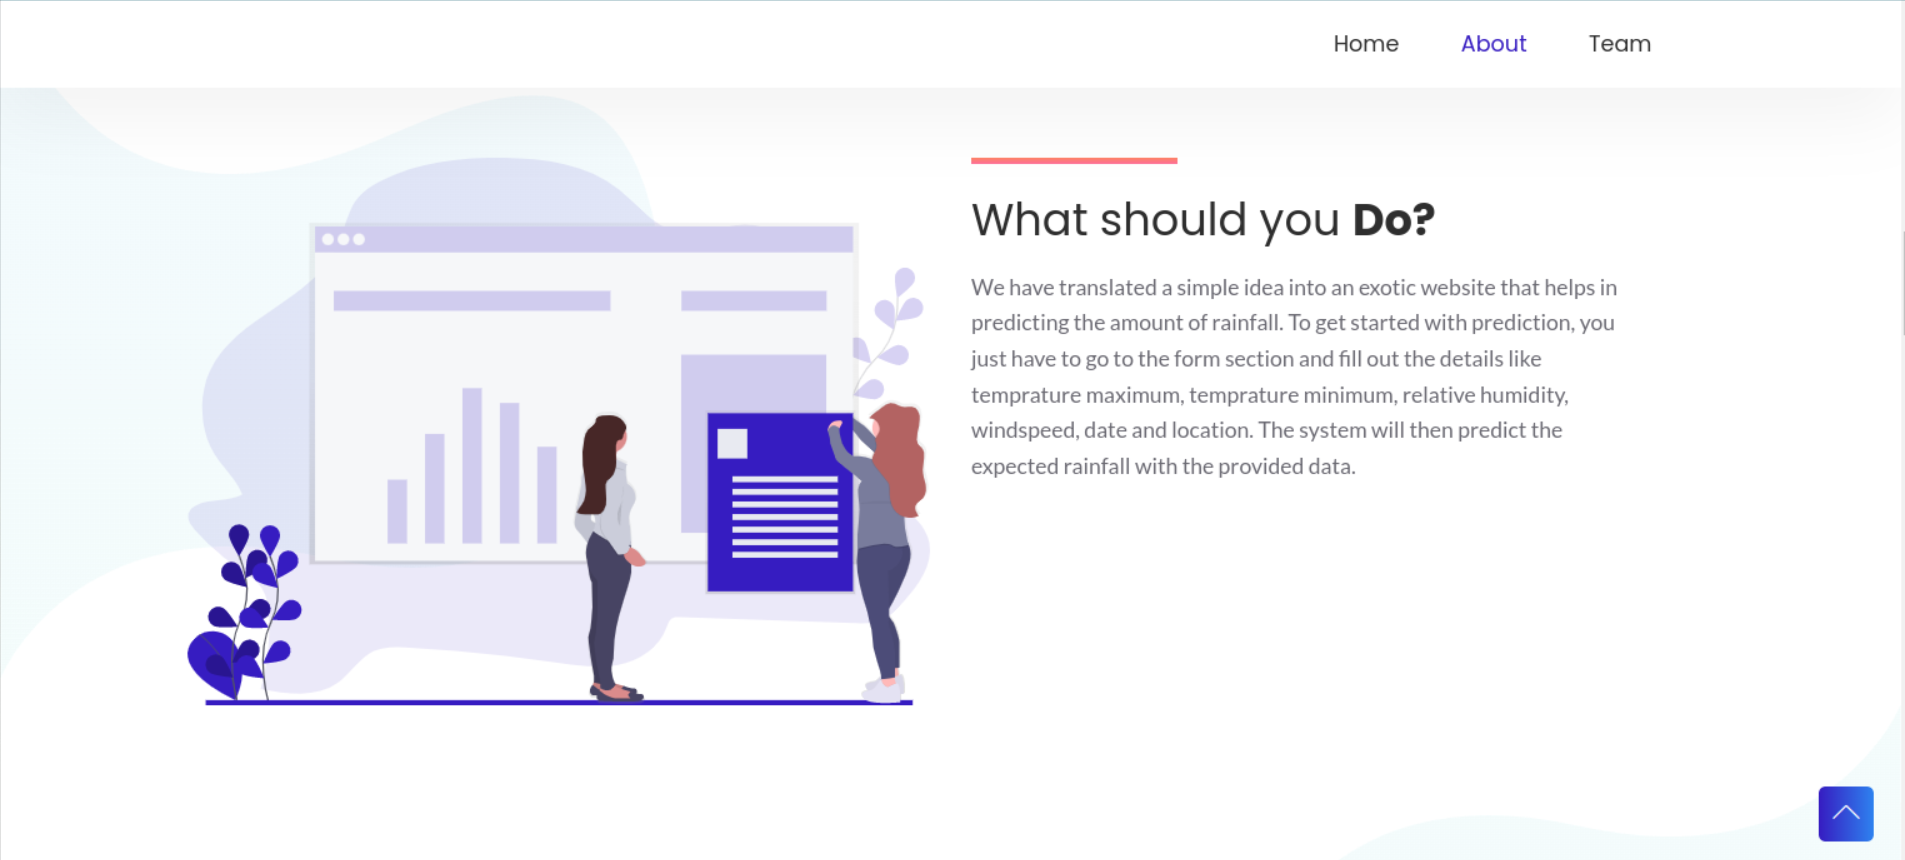 Home About Team
What should you Do?
We have translated a simple idea into an exotic website that helps in
predicting the amount of rainfall. To get started with prediction, you
just have to go to the form section and fill out the details like
temprature maximum, temprature minimum, relative humidity,
windspeed, date and location. The system will then predict the
expected rainfall with the provided data.